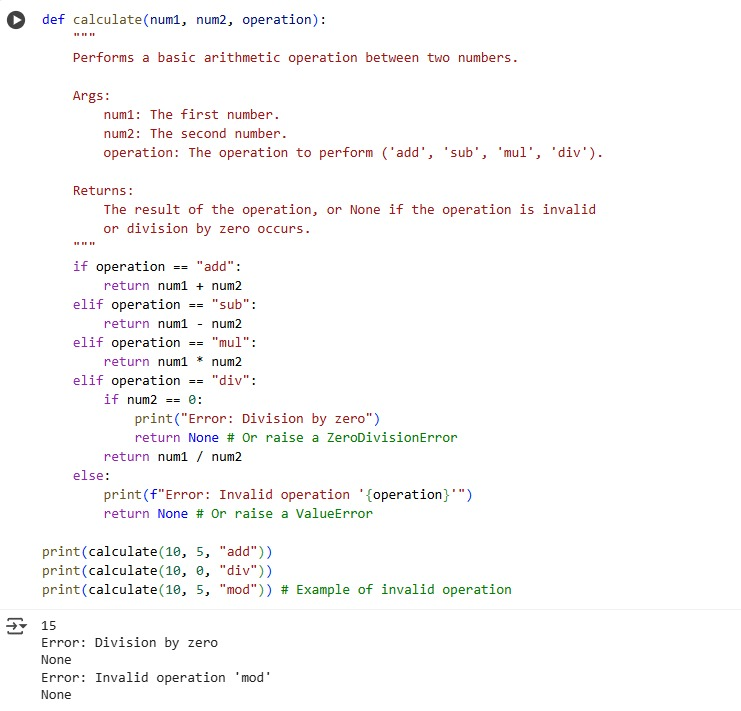 def calculate(num1, num2, operation):
    """
    Performs a basic arithmetic operation between two numbers.

    Args:
        num1: The first number.
        num2: The second number.
        operation: The operation to perform ('add', 'sub', 'mul', 'div').

    Returns:
        The result of the operation, or None if the operation is invalid
        or division by zero occurs.
    """
    if operation == "add":
        return num1 + num2
    elif operation == "sub":
        return num1 - num2
    elif operation == "mul":
        return num1 * num2
    elif operation == "div":
        if num2 == 0:
            print("Error: Division by zero")
            return None # Or raise a ZeroDivisionError
        return num1 / num2
    else:
        print(f"Error: Invalid operation '{operation}'")
        return None # Or raise a ValueError

print(calculate(10, 5, "add"))
print(calculate(10, 0, "div"))
print(calculate(10, 5, "mod")) # Example of invalid operation
15
Error: Division by zero
None
Error: Invalid operation 'mod'
None